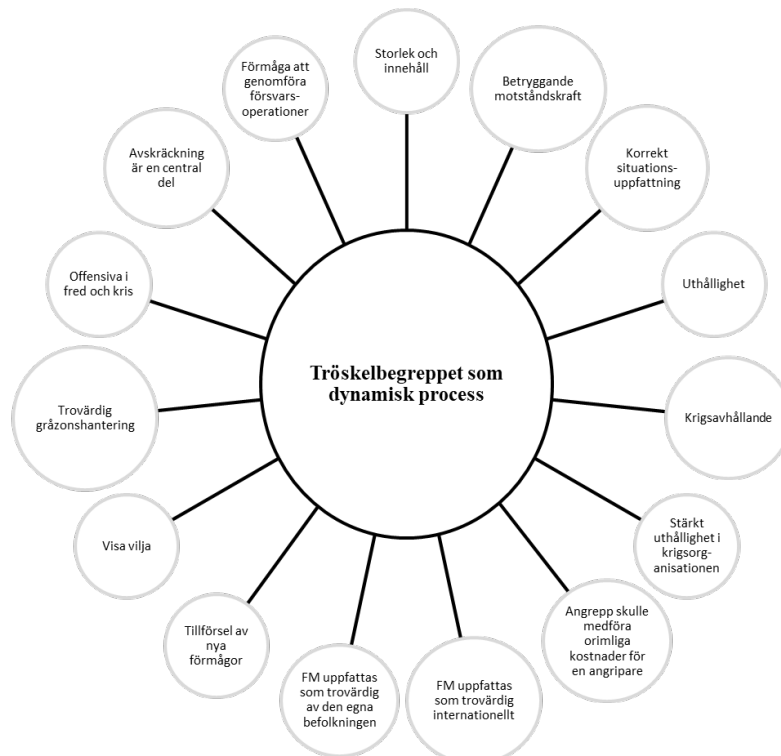 Tröskelbegreppet som
dynamisk process
Storlek och
innehåll
Betryggande
motståndskraft
Korrekt
situations-
uppfattning
Uthållighet
Krigsavhållande
Stärkt
uthållighet i
krigsorg-
anisationen
Angrepp skulle
medföra
orimliga
kostnader för
en angripare
FM uppfattas
som trovärdig
internationellt
FM uppfattas
som trovärdig
av den egna
befolkningen
Tillförsel av
nya
förmågor
Visa vilja
Trovärdig
gråzonshantering
Offensiva i
fred och kris
Avskräckning
är en central
del
Förmåga att
genomföra
försvars-
operationer